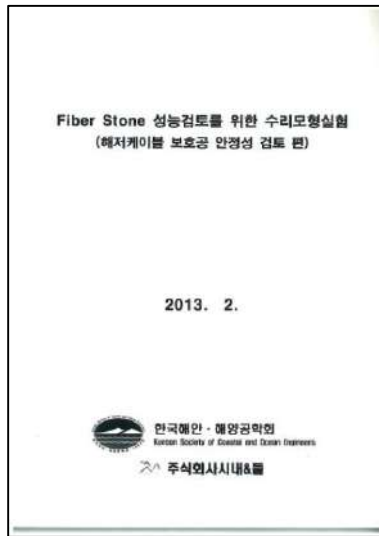 Fiber Stone 성능검토를 위한 수리모형실험
(해저케이블 보호공 안정성 검토 편)
2013. 2.
한국해안 · 해양공학회
Korean Society of Coastal and Ocean Engineers
주식회사시내&들